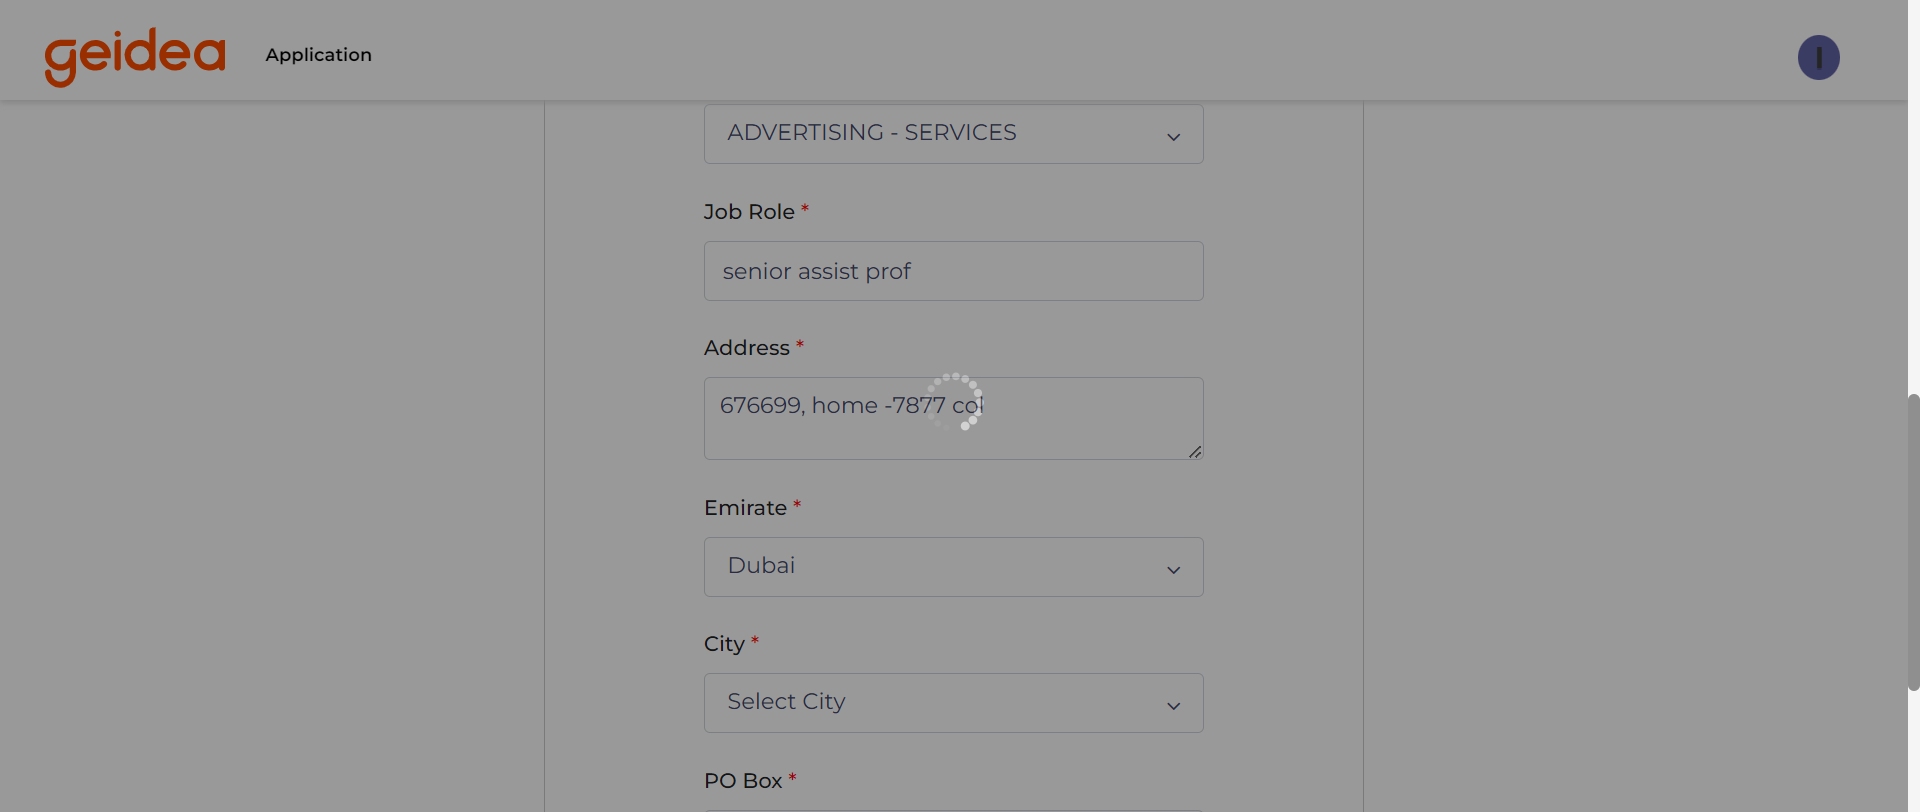 geidea
Application
ADVERTISING - SERVICES
Job Role *
senior assist prof
Address *
676699, home -7877 col
Emirate *
Dubai
City *
Select City
PO Box *